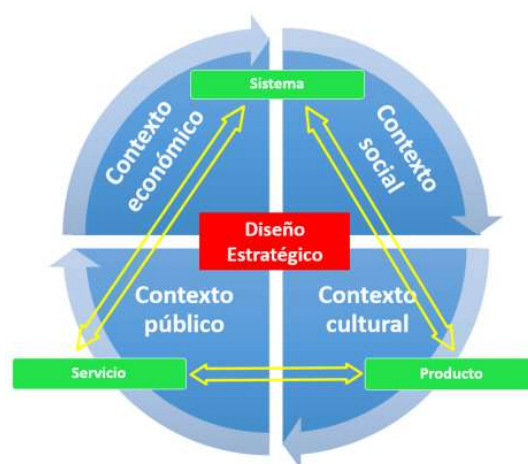 Sistema
Contexto
económico
Contexto
social
Diseño
Estratégico
Contexto
público
Contexto
cultural
Servicio
Producto